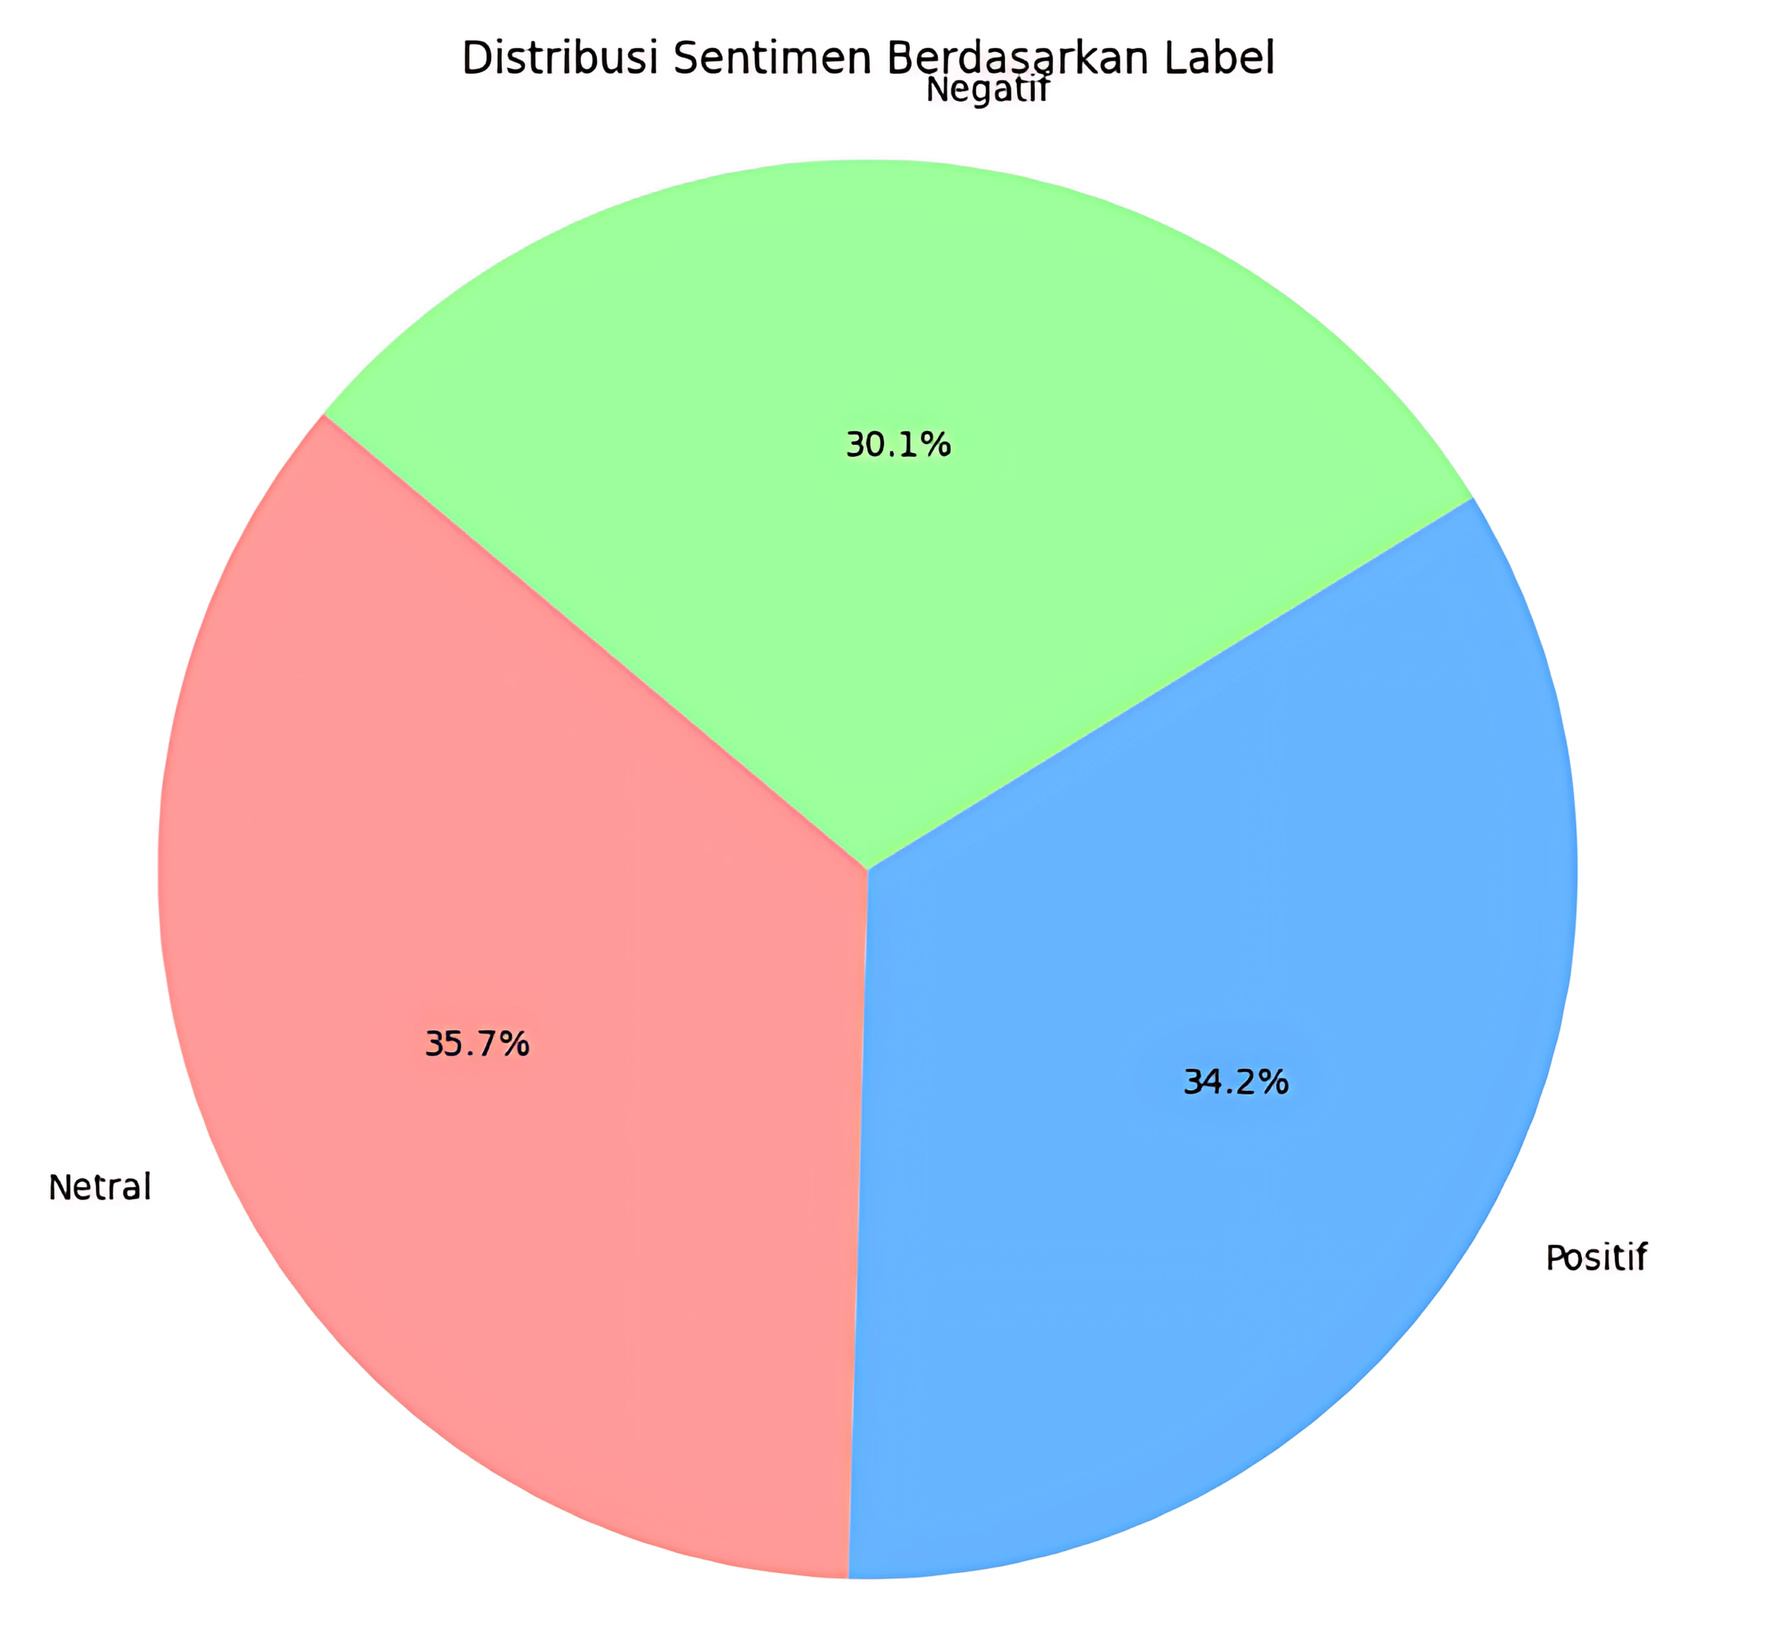 Distribusi Sentimen Berdasarkan Label
Negatif
30.1%
35.7%
34.2%
Netral
Positif